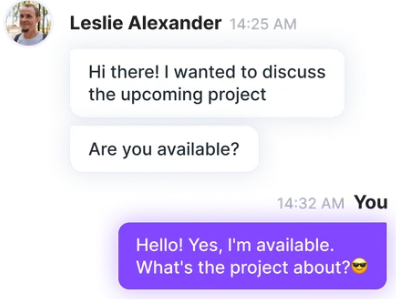 Leslie Alexander 14:25 AM
Hi there! I wanted to discuss
the upcoming project
Are you available?
14:32 AM You
Hello! Yes, I'm available.
What's the project about?😎